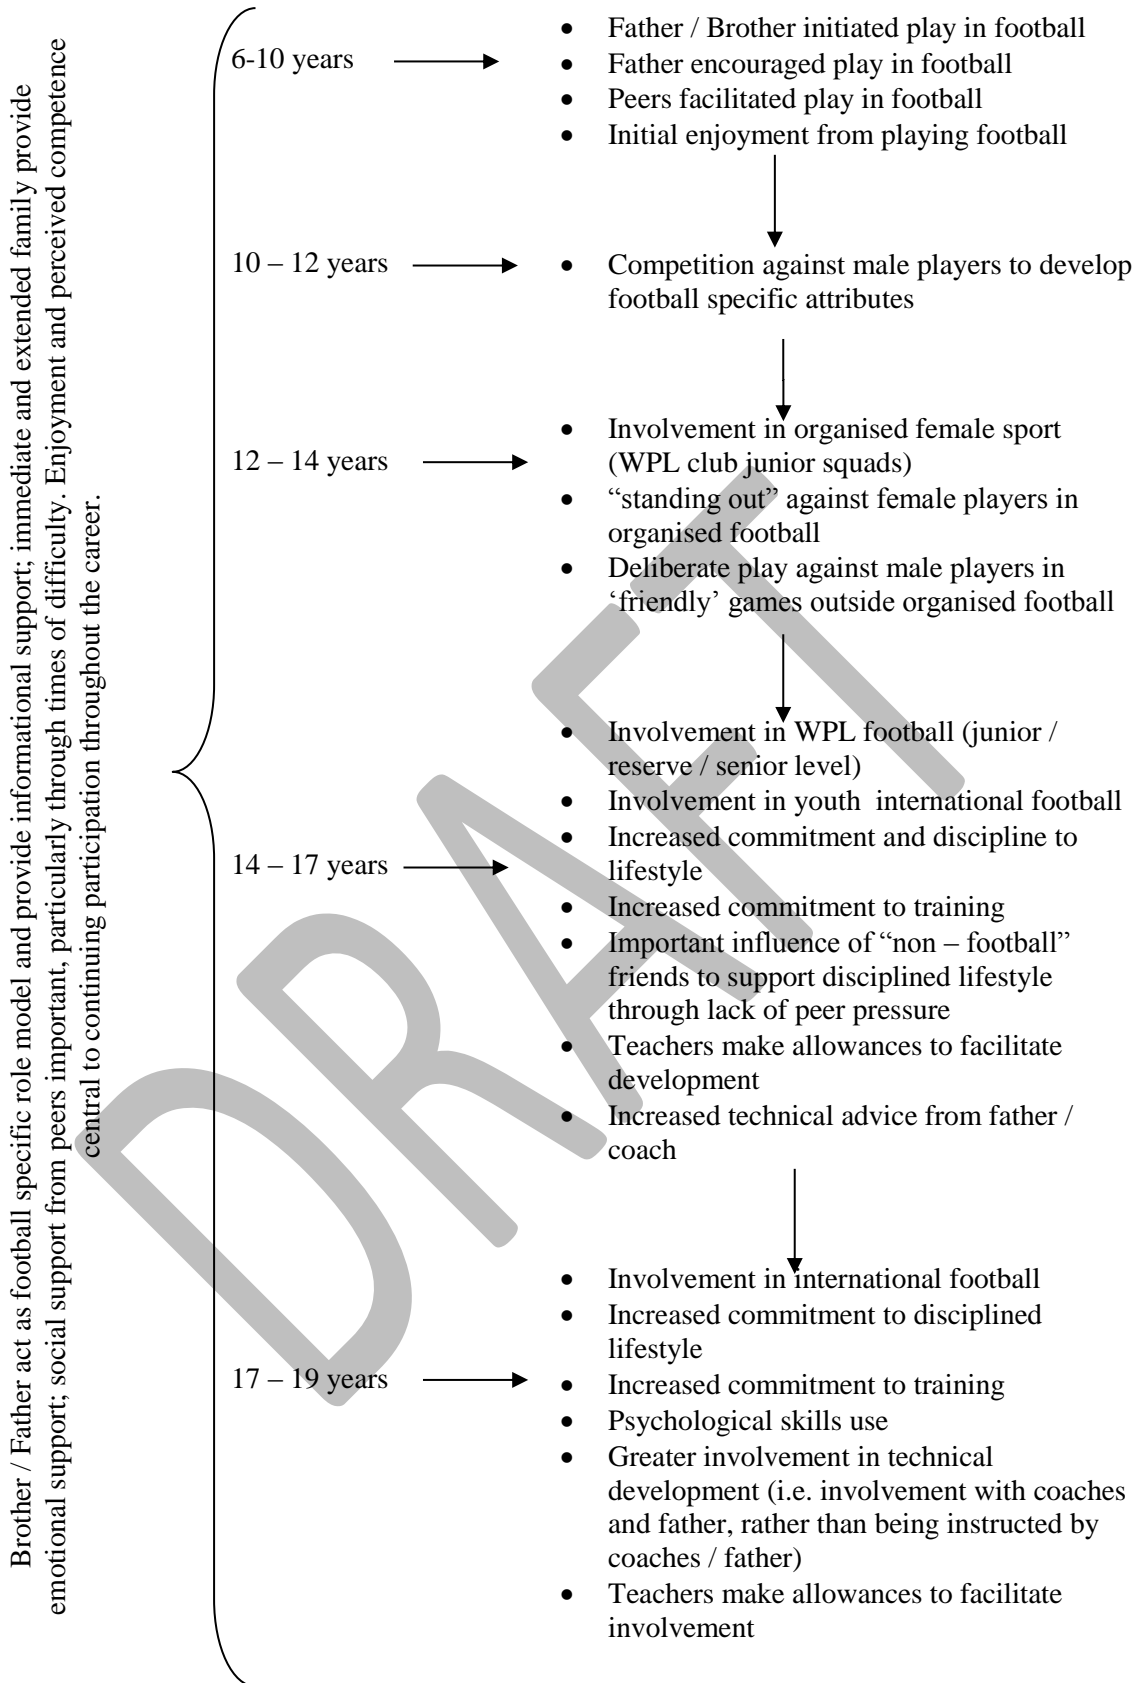 Brother / Father act as football specific role model and provide informational support; immediate and extended family provide
emotional support; social support from peers important, particularly through times of difficulty. Enjoyment and perceived competence
central to continuing participation throughout the career.
6-10 years
• Father / Brother initiated play in football
• Father encouraged play in football
• Peers facilitated play in football
• Initial enjoyment from playing football
10 – 12 years
• Competition against male players to develop
football specific attributes
12 – 14 years
• Involvement in organised female sport
(WPL club junior squads)
• “standing out” against female players in
organised football
• Deliberate play against male players in
‘friendly’ games outside organised football
14 – 17 years
• Involvement in WPL football (junior /
reserve / senior level)
• Involvement in youth international football
• Increased commitment and discipline to
lifestyle
• Increased commitment to training
• Important influence of “non – football”
friends to support disciplined lifestyle
through lack of peer pressure
• Teachers make allowances to facilitate
development
• Increased technical advice from father /
coach
17 – 19 years
• Involvement in international football
• Increased commitment to disciplined
lifestyle
• Increased commitment to training
• Psychological skills use
• Greater involvement in technical
development (i.e. involvement with coaches
and father, rather than being instructed by
coaches / father)
• Teachers make allowances to facilitate
involvement
DRAFT